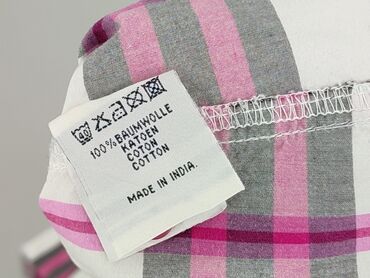 100%BAUMWOLLE
KATOEN
COTON
COTTON
MADE IN INDIA.